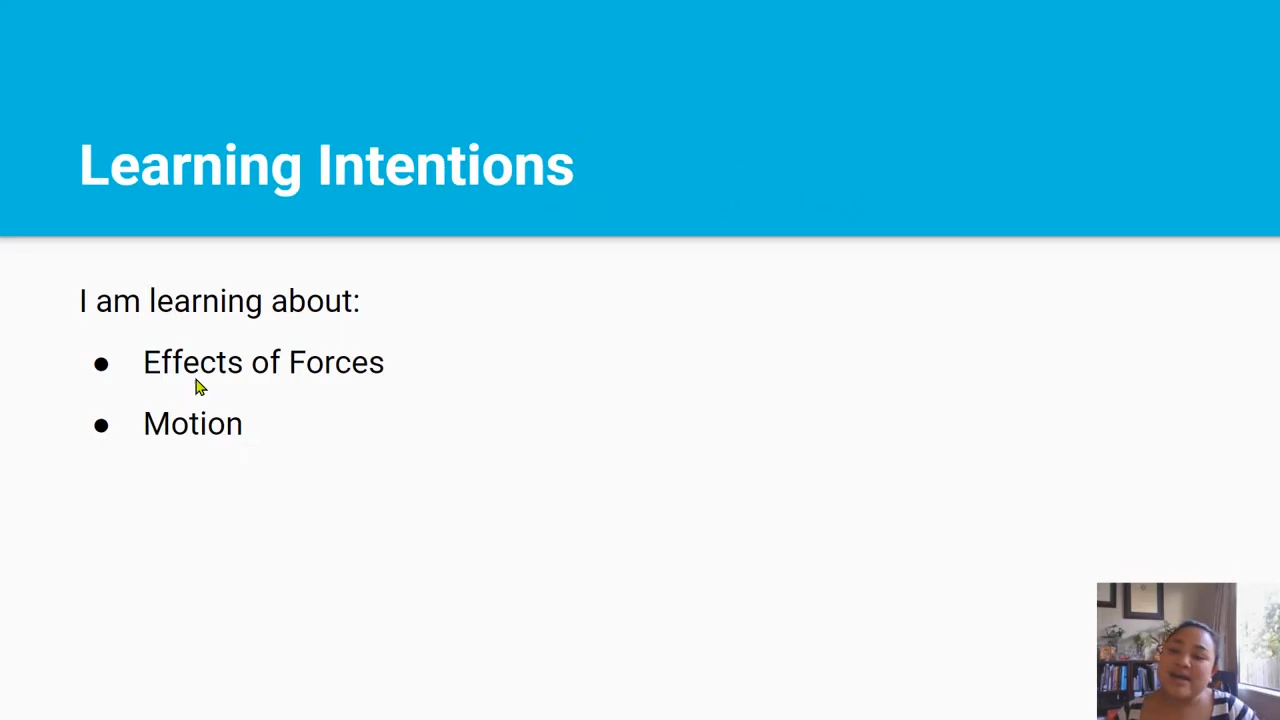 Learning Intentions
I am learning about:
● Effects of Forces
● Motion